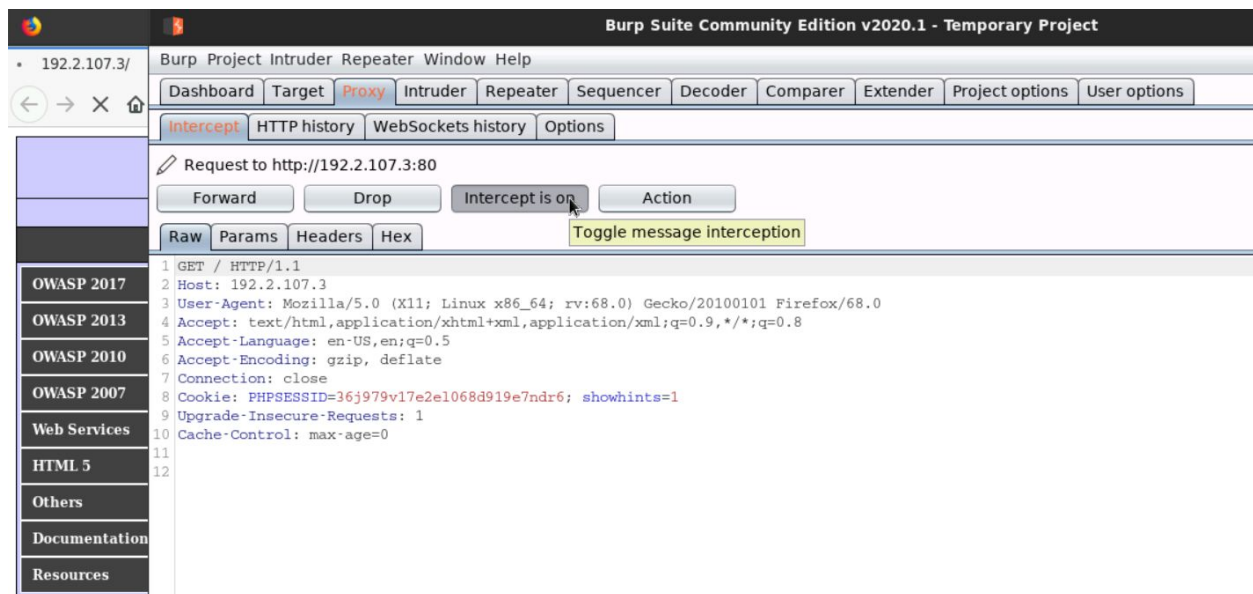 Burp Suite Community Edition v2020.1 - Temporary Project
192.2.107.3/
Burp Project Intruder Repeater Window Help
Dashboard Target Proxy Intruder Repeater Sequencer Decoder Comparer Extender Project options User options
Intercept HTTP history WebSockets history Options
Request to http://192.2.107.3:80
Forward Drop Intercept is on Action
Toggle message interception
Raw Params Headers Hex
1 GET / HTTP/1.1
2 Host: 192.2.107.3
3 User-Agent: Mozilla/5.0 (X11; Linux x86_64; rv:68.0) Gecko/20100101 Firefox/68.0
4 Accept: text/html,application/xhtml+xml,application/xml;q=0.9,*/*;q=0.8
5 Accept-Language: en-US,en;q=0.5
6 Accept-Encoding: gzip, deflate
7 Connection: close
8 Cookie: PHPSESSID=36j979v17e2el068d919e7ndr6; showhints=1
9 Upgrade-Insecure-Requests: 1
10 Cache-Control: max-age=0
11
12
OWASP 2017
OWASP 2013
OWASP 2010
OWASP 2007
Web Services
HTML 5
Others
Documentation
Resources